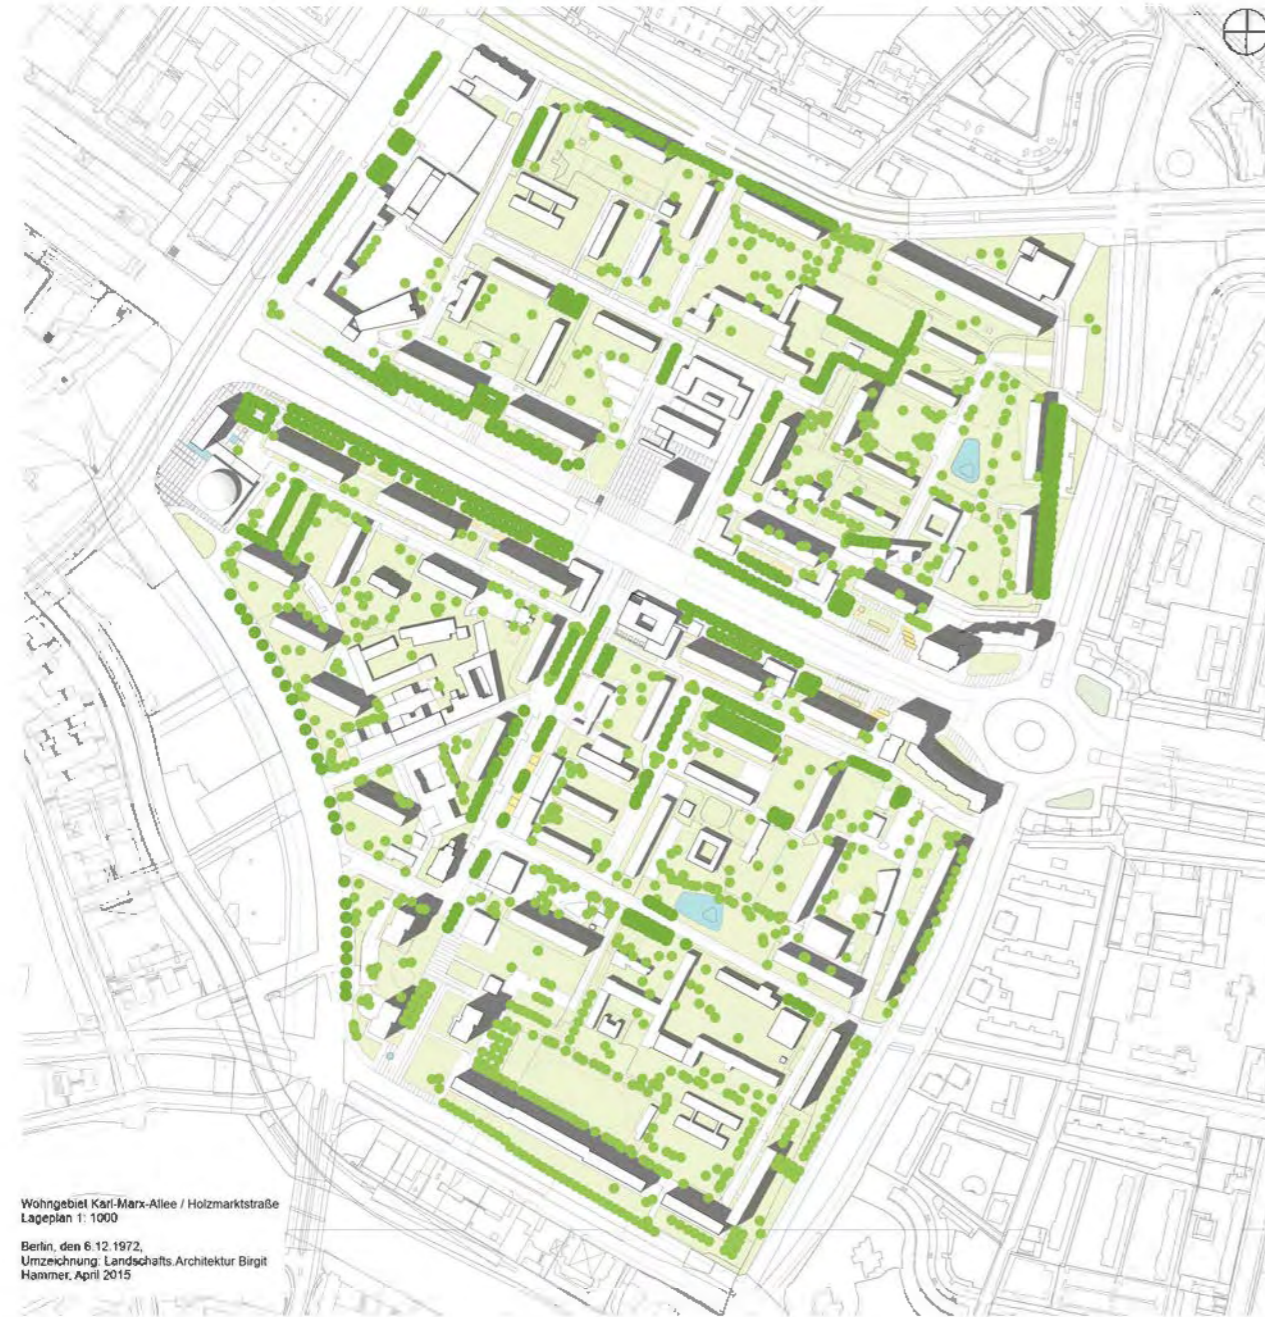 Wohngebiet Karl-Marx-Allee / Holzmarktstraße
Lageplan 1: 1000
Berlin, den 6.12.1972,
Umzeichnung: Landschafts.Architektur Birgit
Hammer, April 2015